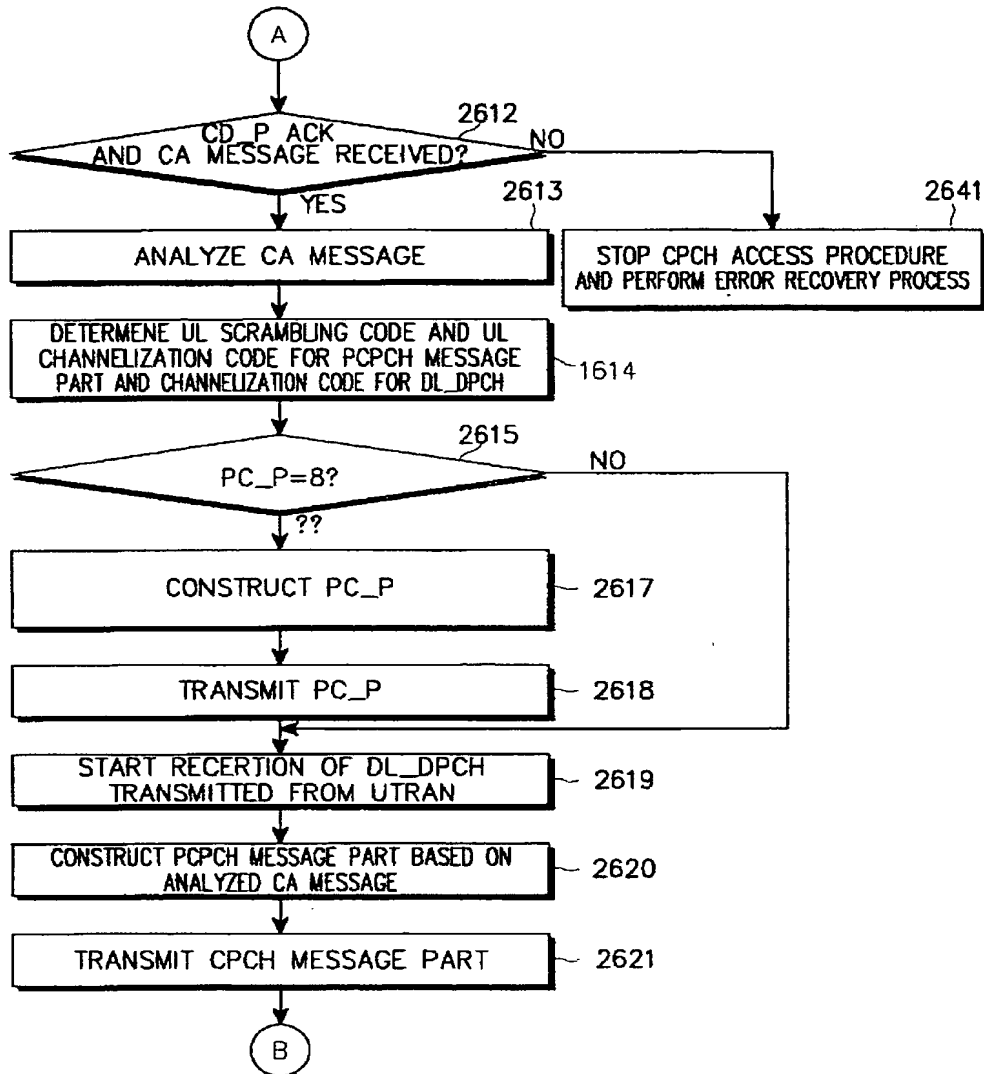 A
2612
CD_P ACK
AND CA MESSAGE RECEIVED?
NO
YES
2613
ANALYZE CA MESSAGE
2641
STOP CPCH ACCESS PROCEDURE
AND PERFORM ERROR RECOVERY PROCESS
DETERMENE UL SCRAMBLING CODE AND UL
CHANNELIZATION CODE FOR PCPCH MESSAGE
PART AND CHANNELIZATION CODE FOR DL_DPCH
1614
2615
PC_P=8?
NO
??
CONSTRUCT PC_P
2617
TRANSMIT PC_P
2618
START RECERTION OF DL_DPCH
TRANSMITTED FROM UTRAN
2619
CONSTRUCT PCPCH MESSAGE PART BASED ON
ANALYZED CA MESSAGE
2620
TRANSMIT CPCH MESSAGE PART
2621
B